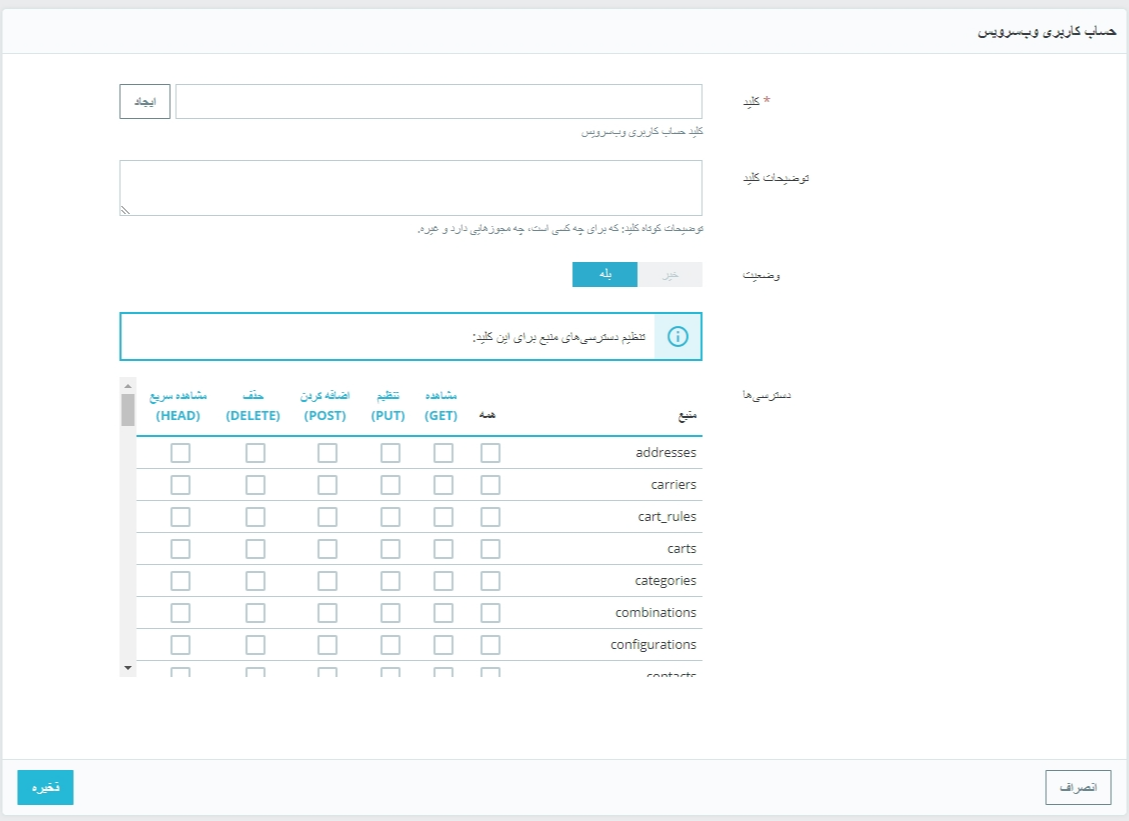 حساب کاربری وب‌سرویس
* کلید
ایجاد
کلید حساب کاربری وب‌سرویس
توضیحات کلید
توضیحات کوتاه کلید: که برای چه کسی است، چه مجوزهایی دارد و غیره.
وضعیت
خیر
بله
تنظیم دسترسی‌های منبع برای این کلید:
دسترسی‌ها
منبع
همه
مشاهده
(GET)
تنظیم
(PUT)
اضافه کردن
(POST)
حذف
(DELETE)
مشاهده سریع
(HEAD)
addresses
carriers
cart_rules
carts
categories
combinations
configurations
contacts
انصراف
ذخیره